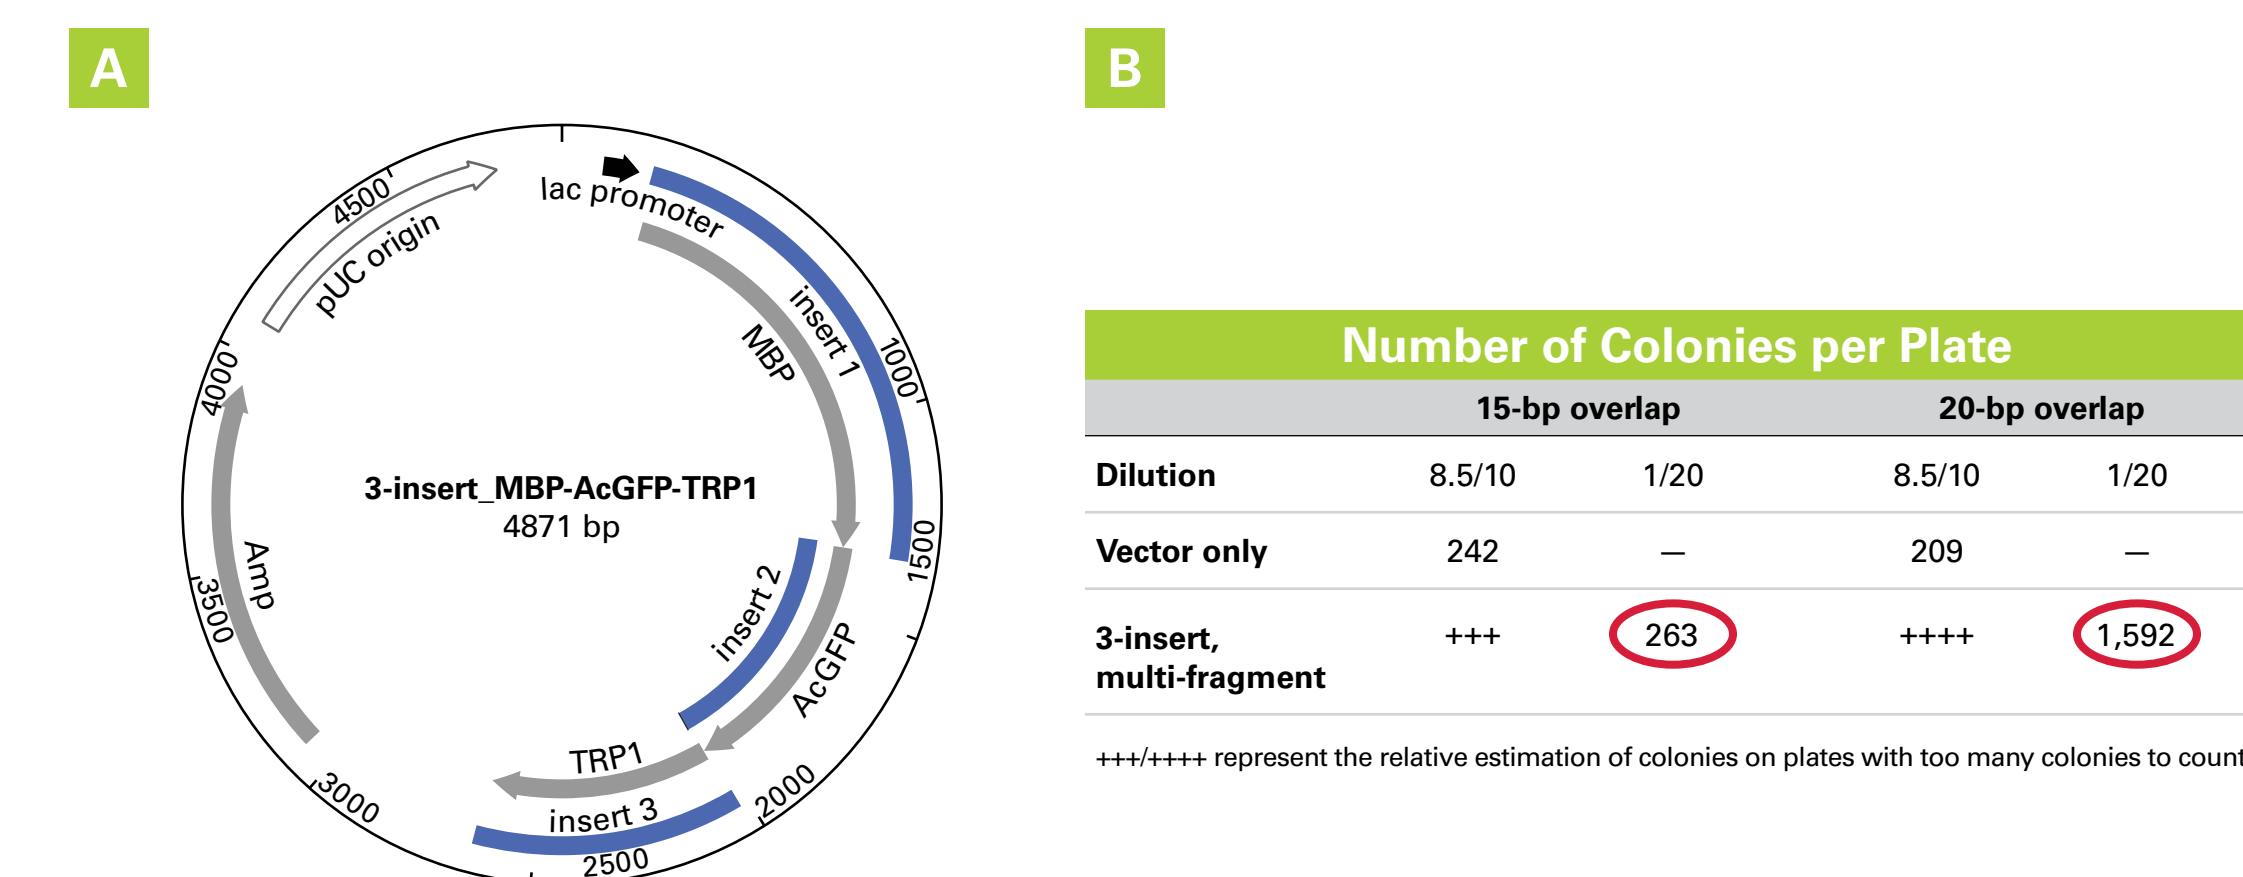 A
lac promoter
insert 1
MBP
1000
1500
insert 2
AcGFP
2000
TRP1
insert 3
2500
3000
Amp
3500
4000
pUC origin
4500
3-insert_MBP-AcGFP-TRP1
4871 bp
B
Number of Colonies per Plate
15-bp overlap 20-bp overlap
Dilution 8.5/10 1/20 8.5/10 1/20
Vector only 242 — 209 —
3-insert, +++ 263 ++++ 1,592
multi-fragment
+++/++++ represent the relative estimation of colonies on plates with too many colonies to count